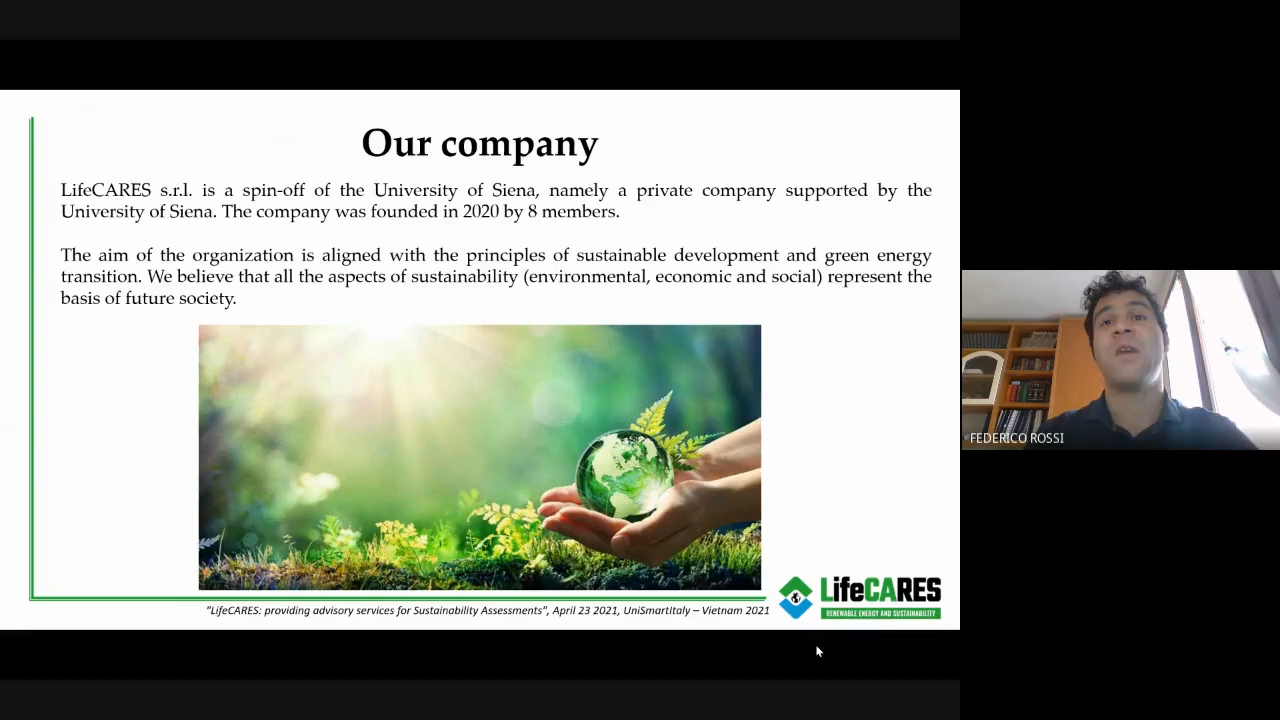 Our company
LifeCARES s.r.l. is a spin-off of the University of Siena, namely a private company supported by the
University of Siena. The company was founded in 2020 by 8 members.
The aim of the organization is aligned with the principles of sustainable development and green energy
transition. We believe that all the aspects of sustainability (environmental, economic and social) represent the
basis of future society.
"LifeCARES: providing advisory services for Sustainability Assessments", April 23 2021, UniSmartItaly – Vietnam 2021
LifeCARES
RENEWABLE ENERGY AND SUSTAINABILITY
FEDERICO ROSSI